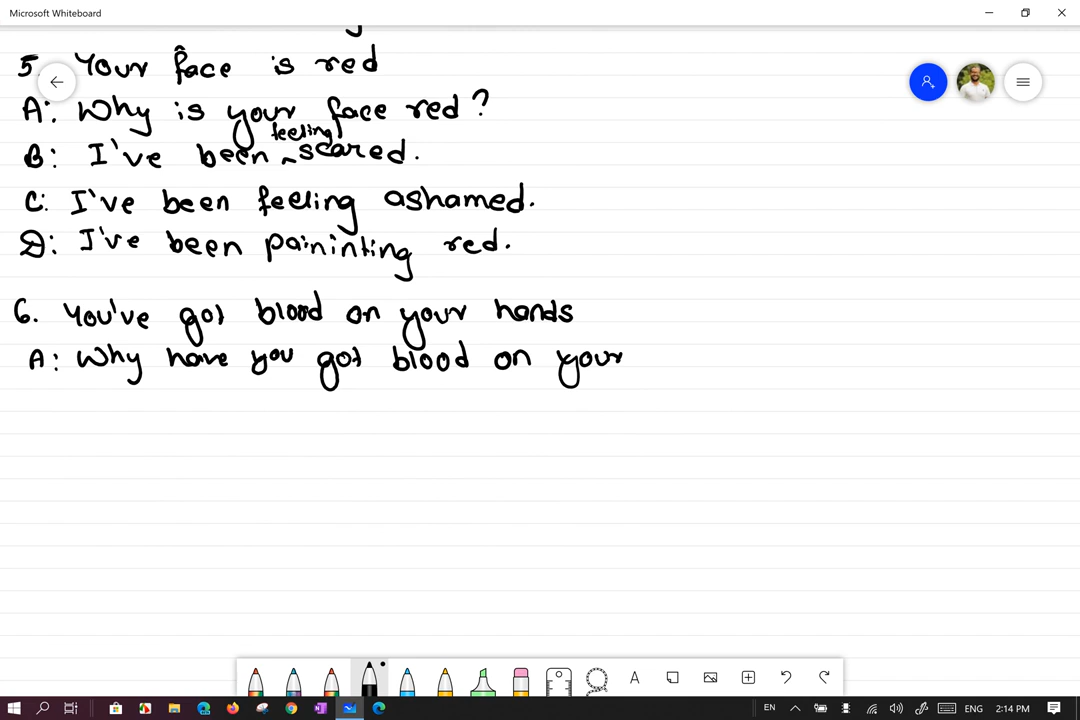 Microsoft Whiteboard
5. Your face is red
A: Why is your face red?
B: I've been feeling scared.
C: I've been feeling ashamed.
D: I've been paininting red.
6. You've got blood on your hands
A: Why have you got blood on your
EN ENG 2:14 PM